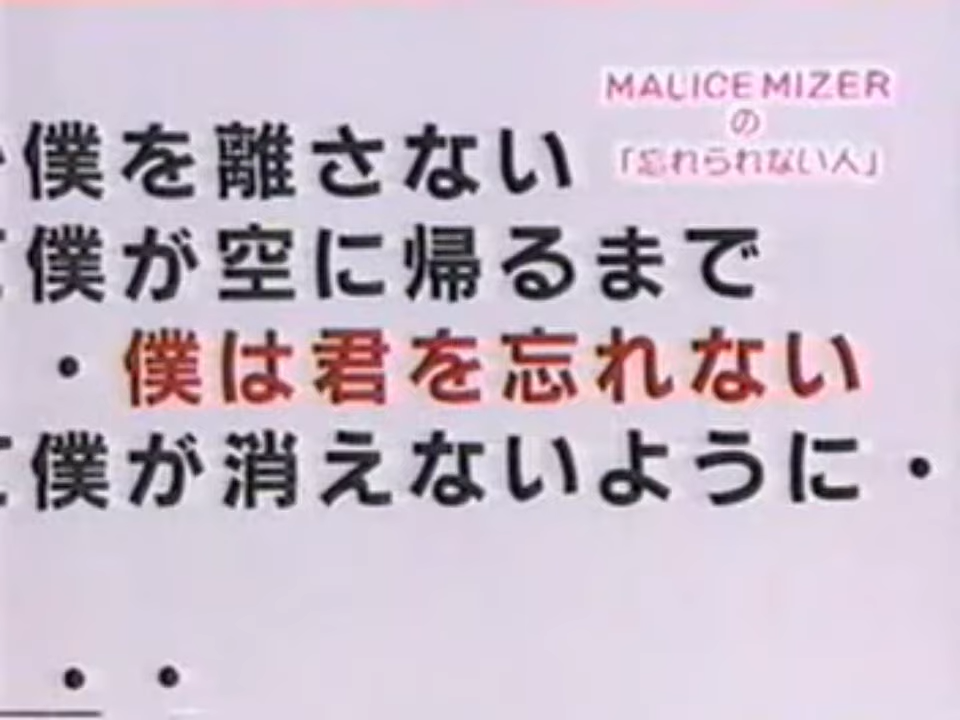 MALICE MIZER
の
「忘れられない人」
僕を離さない
僕が空に帰るまで
・僕は君を忘れない
僕が消えないように・
・・